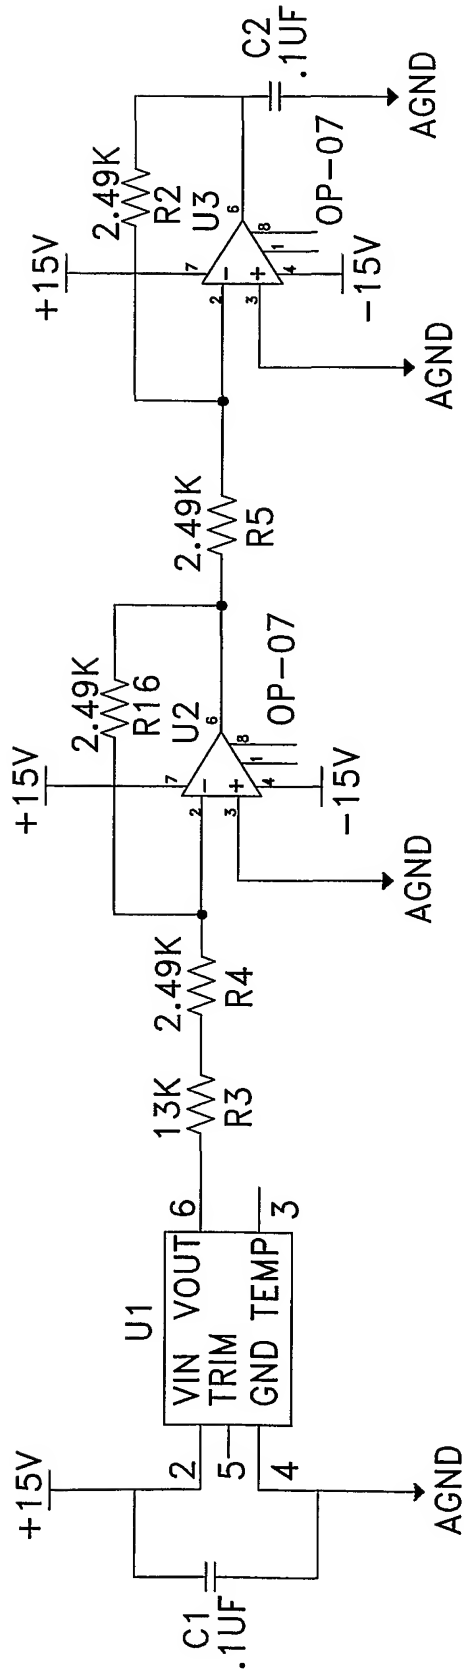 +15V
C1
.1UF
2
5
4
AGND
U1
VIN VOUT
TRIM
GND TEMP
6
3
13K
R3
2.49K
R4
2.49K
R16
+15V
U2
7
2
-
3
+
6
8
1
4
OP-07
-15V
AGND
2.49K
R5
2.49K
R2
+15V
U3
7
2
-
3
+
6
8
1
4
OP-07
-15V
AGND
C2
.1UF
AGND